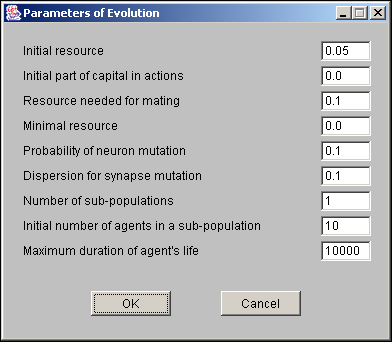 Parameters of Evolution
Initial resource 0.05
Initial part of capital in actions 0.0
Resource needed for mating 0.1
Minimal resource 0.0
Probability of neuron mutation 0.1
Dispersion for synapse mutation 0.1
Number of sub-populations 1
Initial number of agents in a sub-population 10
Maximum duration of agent's life 10000
OK Cancel